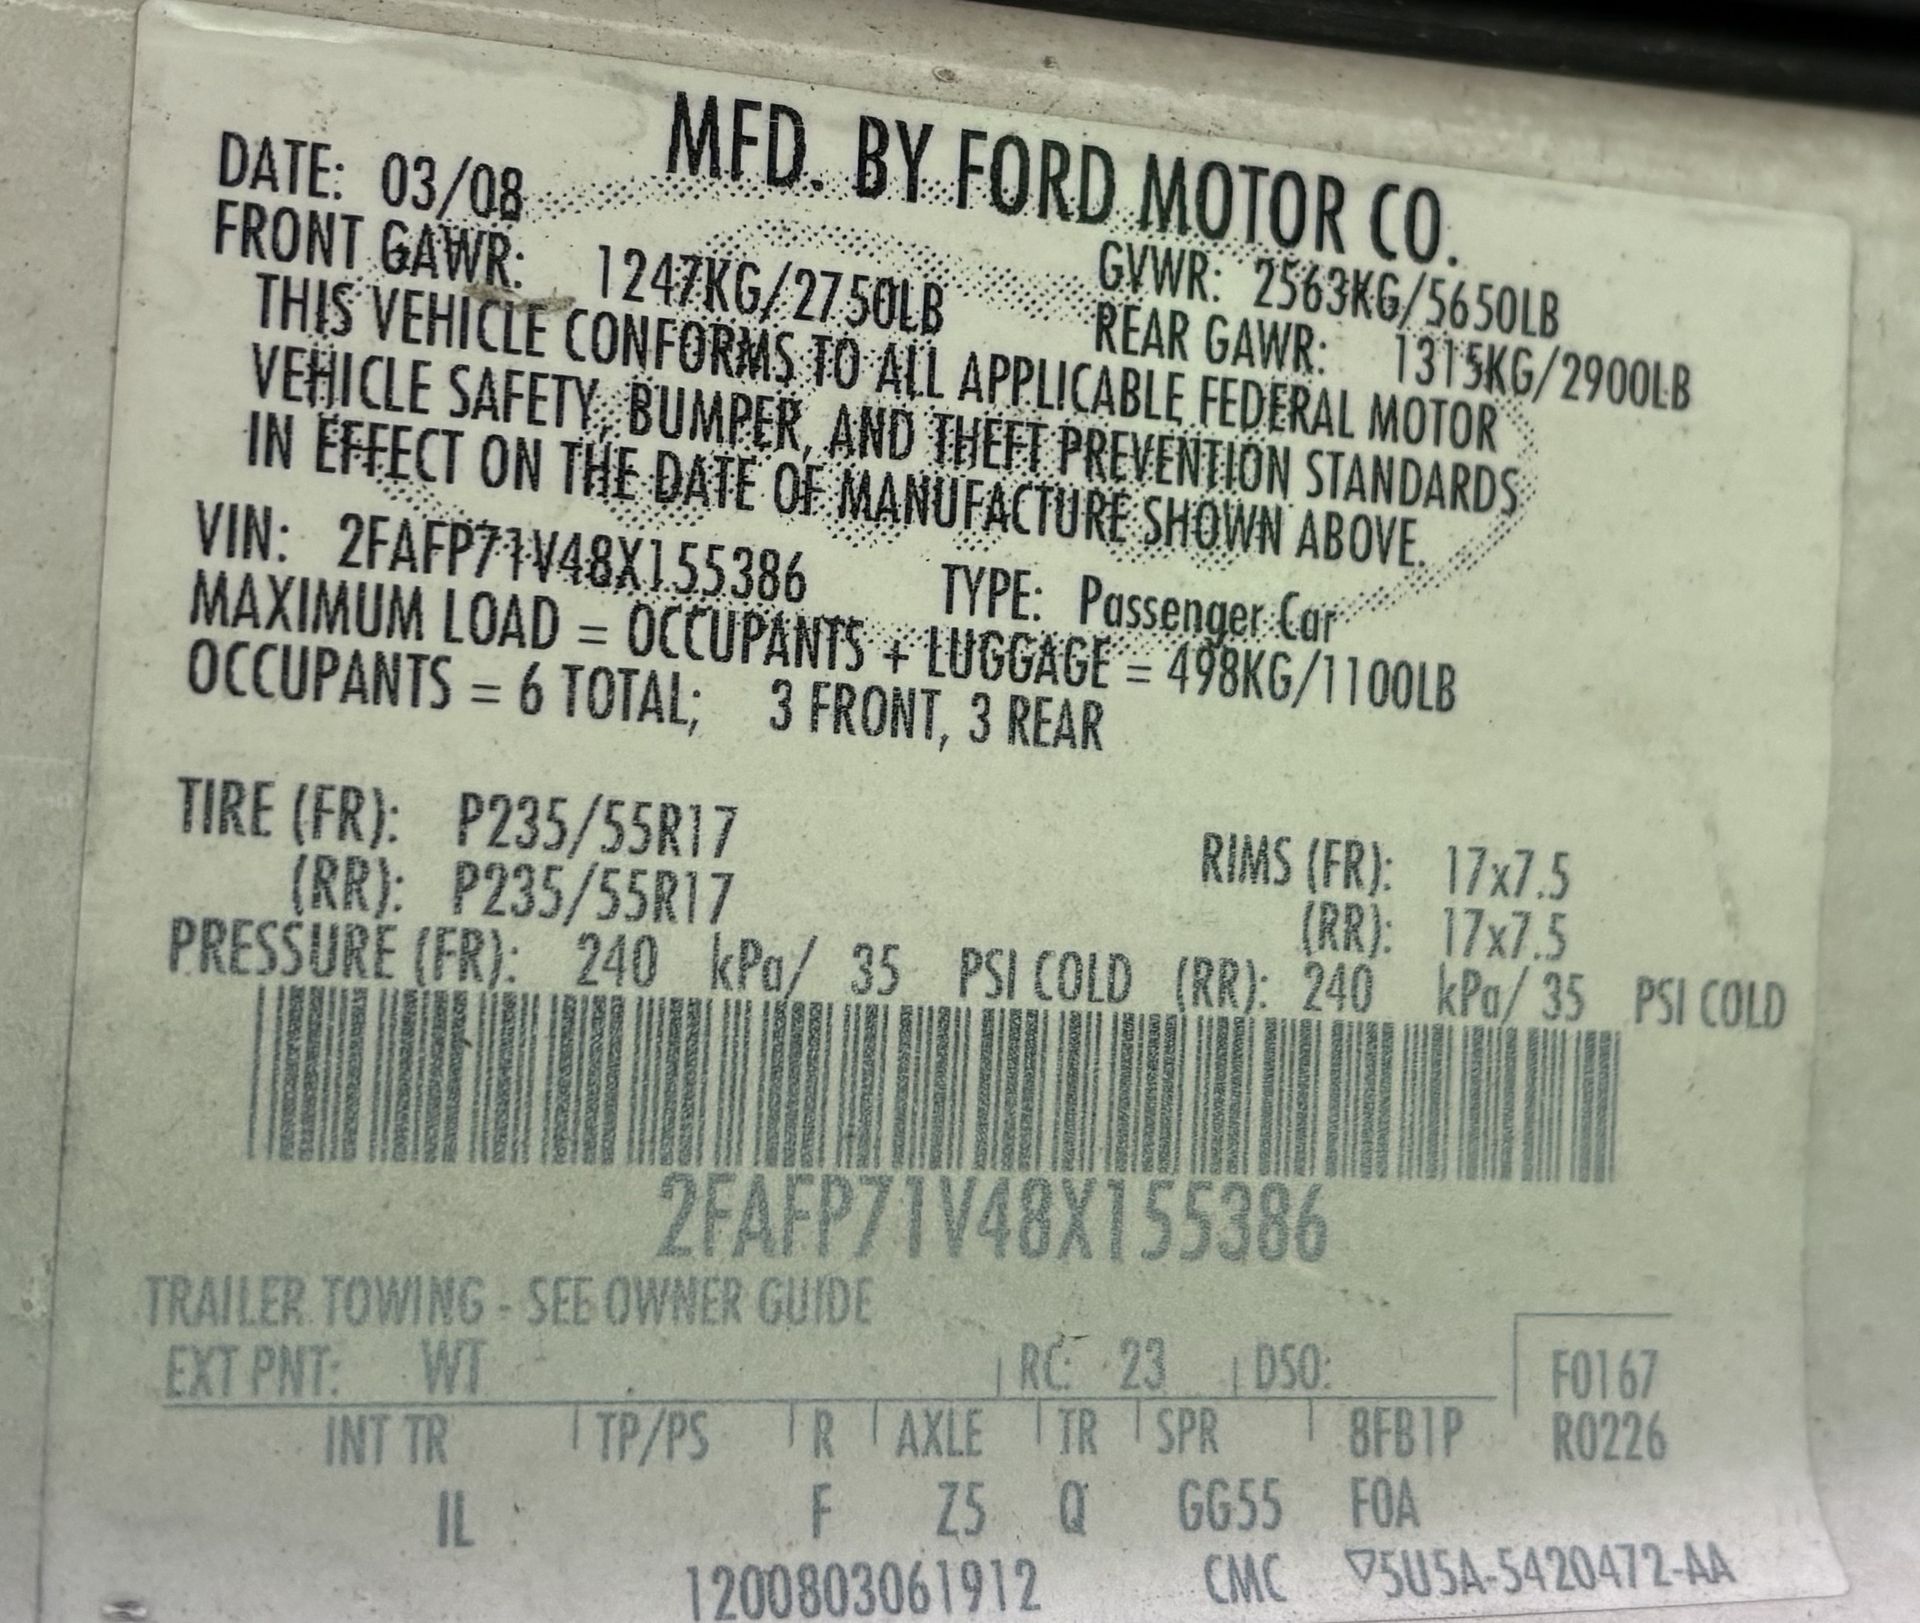 MFD. BY FORD MOTOR CO.
DATE: 03/08
GVWR: 2563KG/5650LB
FRONT GAWR: 1247KG/2750LB REAR GAWR: 1315KG/2900LB
THIS VEHICLE CONFORMS TO ALL APPLICABLE FEDERAL MOTOR
VEHICLE SAFETY, BUMPER, AND THEFT PREVENTION STANDARDS
IN EFFECT ON THE DATE OF MANUFACTURE SHOWN ABOVE.
VIN: 2FAFP71V48X155386 TYPE: Passenger Car
MAXIMUM LOAD = OCCUPANTS + LUGGAGE = 498KG/1100LB
OCCUPANTS = 6 TOTAL; 3 FRONT, 3 REAR
TIRE (FR): P235/55R17 RIMS (FR): 17x7.5
(RR): P235/55R17 (RR): 17x7.5
PRESSURE (FR): 240 kPa/ 35 PSI COLD (RR): 240 kPa/ 35 PSI COLD
2FAFP71V48X155386
TRAILER TOWING - SEE OWNER GUIDE
EXT PNT: WT RC: 23 DSO: F0167
INT TR TP/PS R AXLE TR SPR 8FB1P R0226
IL F Z5 Q GG55 FOA
1200803061912 CMC ▽5U5A-5420472-AA